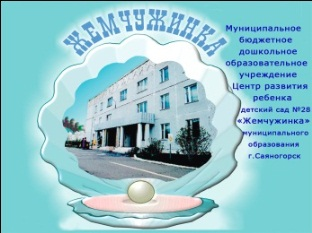 ЖЕМЧУЖИНКА
Муниципальное
бюджетное
дошкольное
образовательное
учреждение
Центр развития
ребенка
детский сад №28
«Жемчужинка»
муниципального
образования
г.Саяногорск